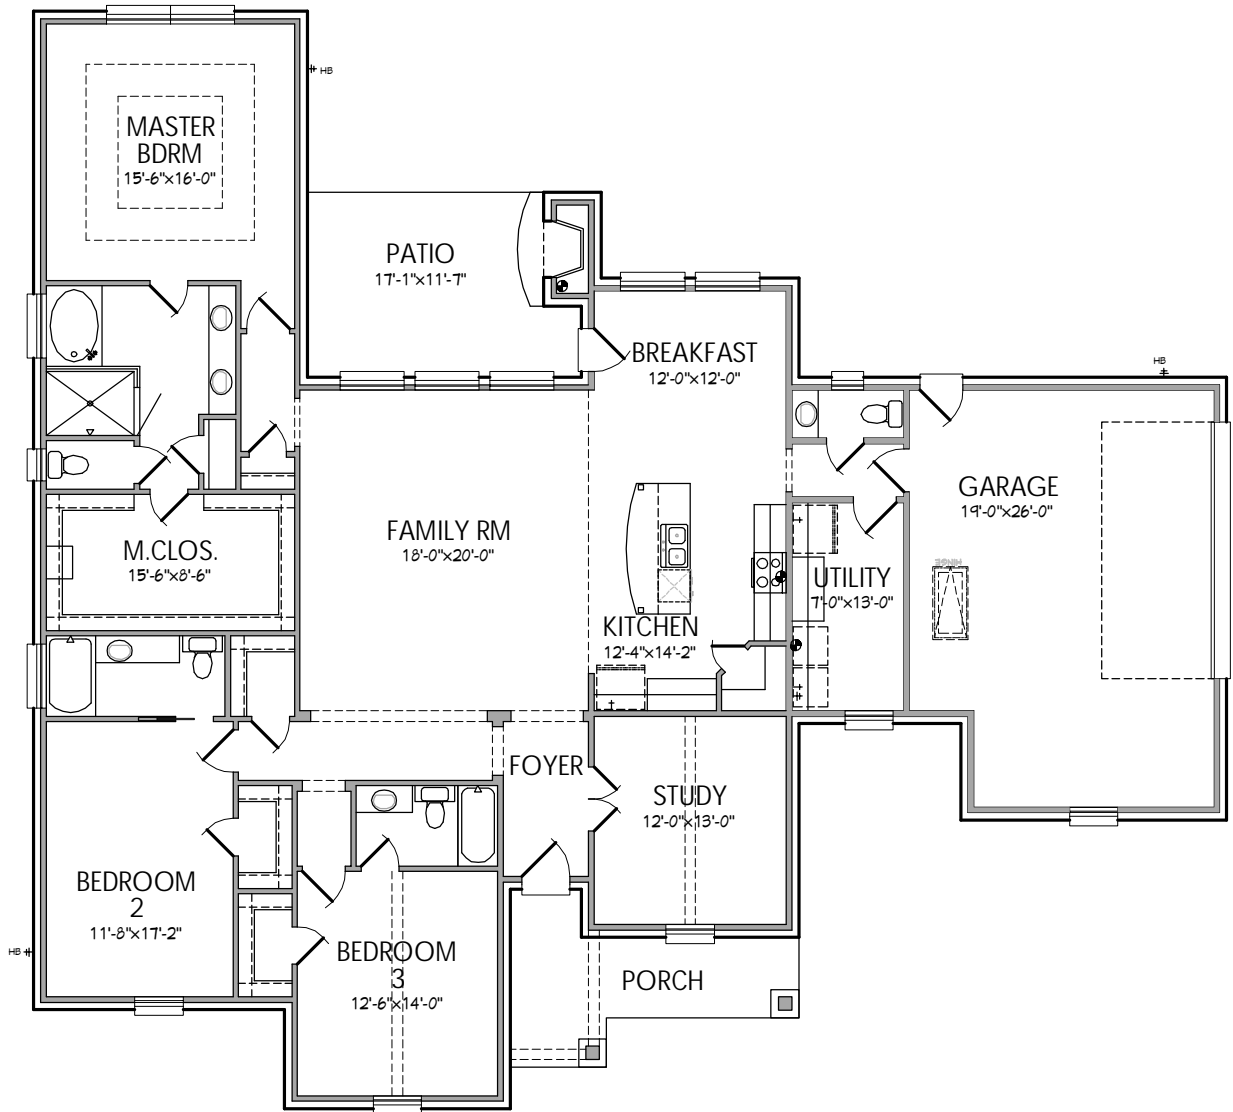 HB
MASTER
BDRM
15'-6"x16'-0"
PATIO
17'-1"x11'-7"
BREAKFAST
12'-0"x12'-0"
HB
GARAGE
19'-0"x26'-0"
FAMILY RM
18'-0"x20'-0"
M.CLOS.
15'-6"x8'-6"
UTILITY
7'-0"x13'-0"
KITCHEN
12'-4"x14'-2"
FOYER
STUDY
12'-0"x13'-0"
BEDROOM
2
11'-8"x17'-2"
HB
BEDROOM
3
12'-6"x14'-0"
PORCH